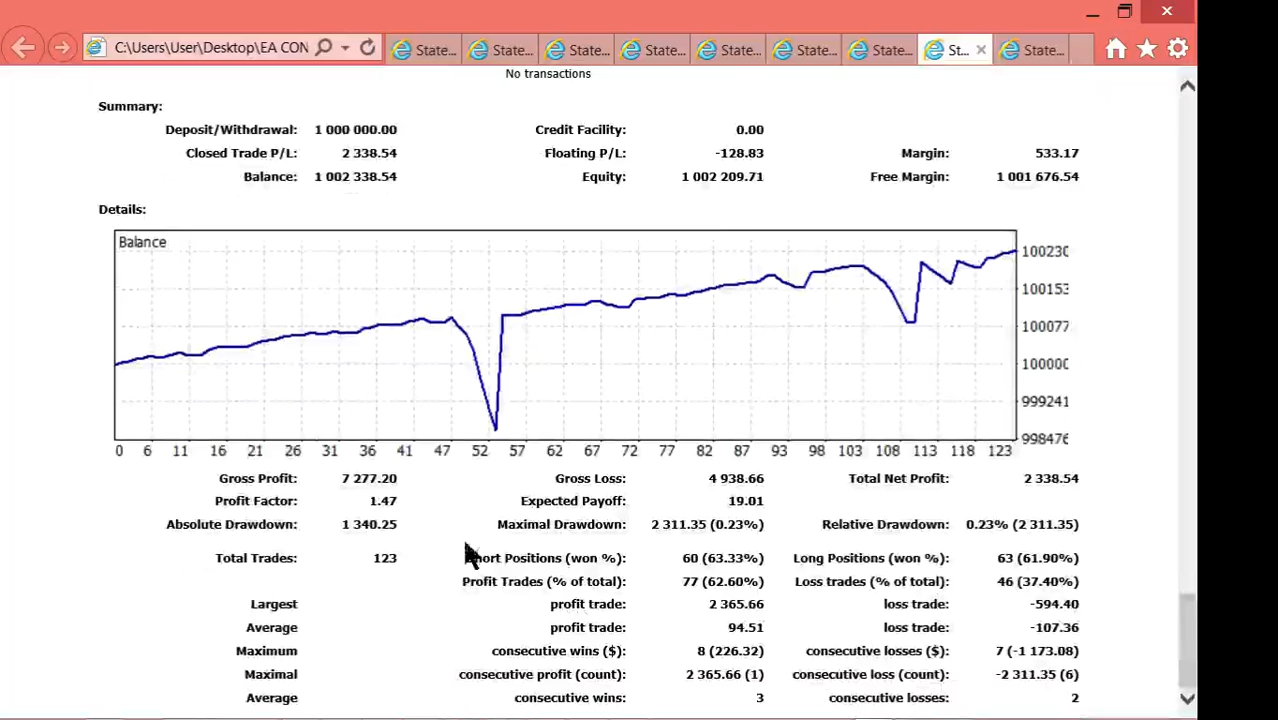 C:\Users\User\Desktop\EA CON
State... State... State... State... State... State... State... St... State...
No transactions
Summary:
Deposit/Withdrawal: 1 000 000.00 Credit Facility: 0.00
Closed Trade P/L: 2 338.54 Floating P/L: -128.83 Margin: 533.17
Balance: 1 002 338.54 Equity: 1 002 209.71 Free Margin: 1 001 676.54
Details:
Balance
100230
100153
100077
100000
999241
998476
0 6 11 16 21 26 31 36 41 47 52 57 62 67 72 77 82 87 93 98 103 108 113 118 123
Gross Profit: 7 277.20 Gross Loss: 4 938.66 Total Net Profit: 2 338.54
Profit Factor: 1.47 Expected Payoff: 19.01
Absolute Drawdown: 1 340.25 Maximal Drawdown: 2 311.35 (0.23%) Relative Drawdown: 0.23% (2 311.35)
Total Trades: 123 Short Positions (won %): 60 (63.33%) Long Positions (won %): 63 (61.90%)
Profit Trades (% of total): 77 (62.60%) Loss trades (% of total): 46 (37.40%)
Largest profit trade: 2 365.66 loss trade: -594.40
Average profit trade: 94.51 loss trade: -107.36
Maximum consecutive wins ($): 8 (226.32) consecutive losses ($): 7 (-1 173.08)
Maximal consecutive profit (count): 2 365.66 (1) consecutive loss (count): -2 311.35 (6)
Average consecutive wins: 3 consecutive losses: 2